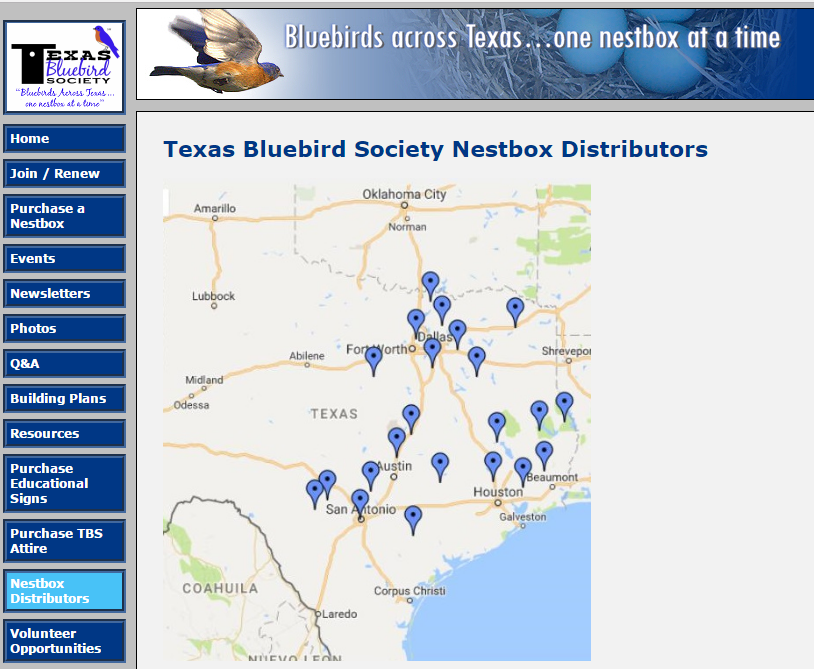 TEXAS
Bluebird
SOCIETY
"Bluebirds Across Texas...
one nestbox at a time"
Bluebirds across Texas...one nestbox at a time
Home
Join / Renew
Purchase a
Nestbox
Events
Newsletters
Photos
Q&A
Building Plans
Resources
Purchase
Educational
Signs
Purchase TBS
Attire
Nestbox
Distributors
Volunteer
Opportunities
Texas Bluebird Society Nestbox Distributors
Oklahoma City
Amarillo
Norman
Lubbock
Dallas
Fort Worth
Shrevepor
Abilene
Midland
Odessa
TEXAS
Austin
Beaumont
Houston
San Antonio
Galveston
COAHUILA
Corpus Christi
Laredo
NUEVO LEON